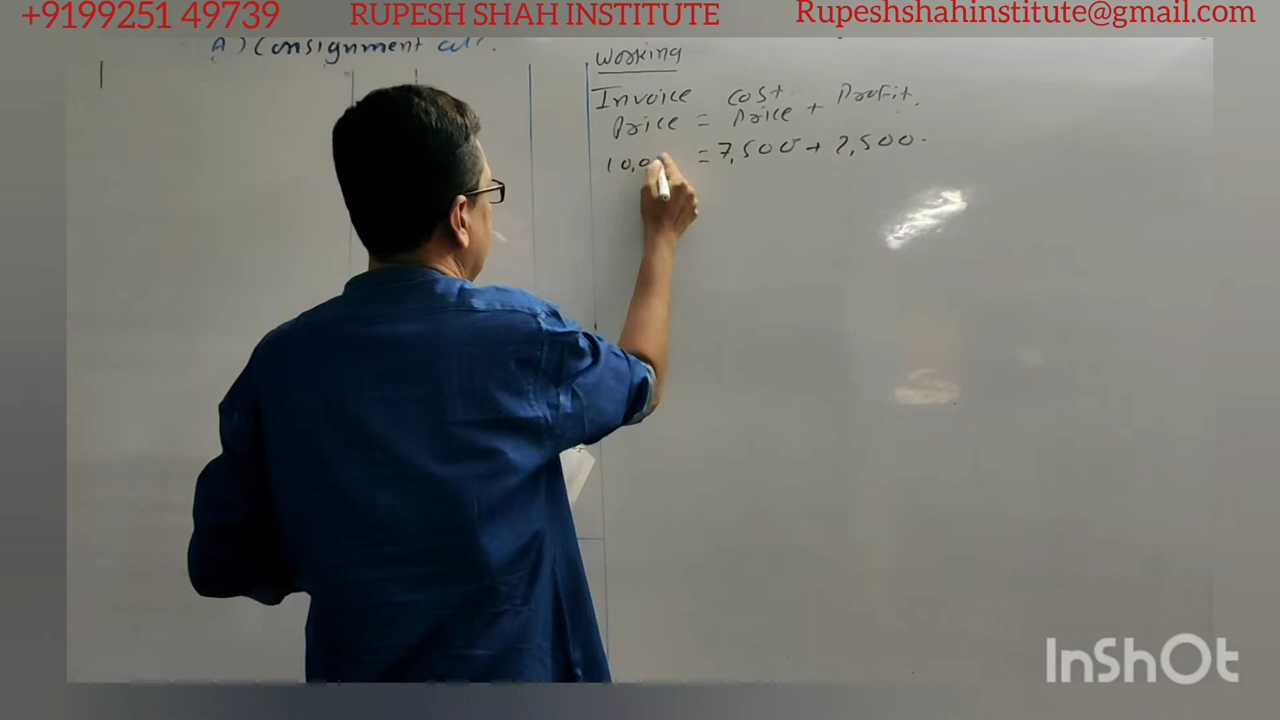 +9199251 49739 RUPESH SHAH INSTITUTE Rupeshshahinstitute@gmail.com
A) Consignment a/c.
Working
Invoice Price = Cost Price + Profit.
10,0 = 7,500 + 2,500.
InShOt